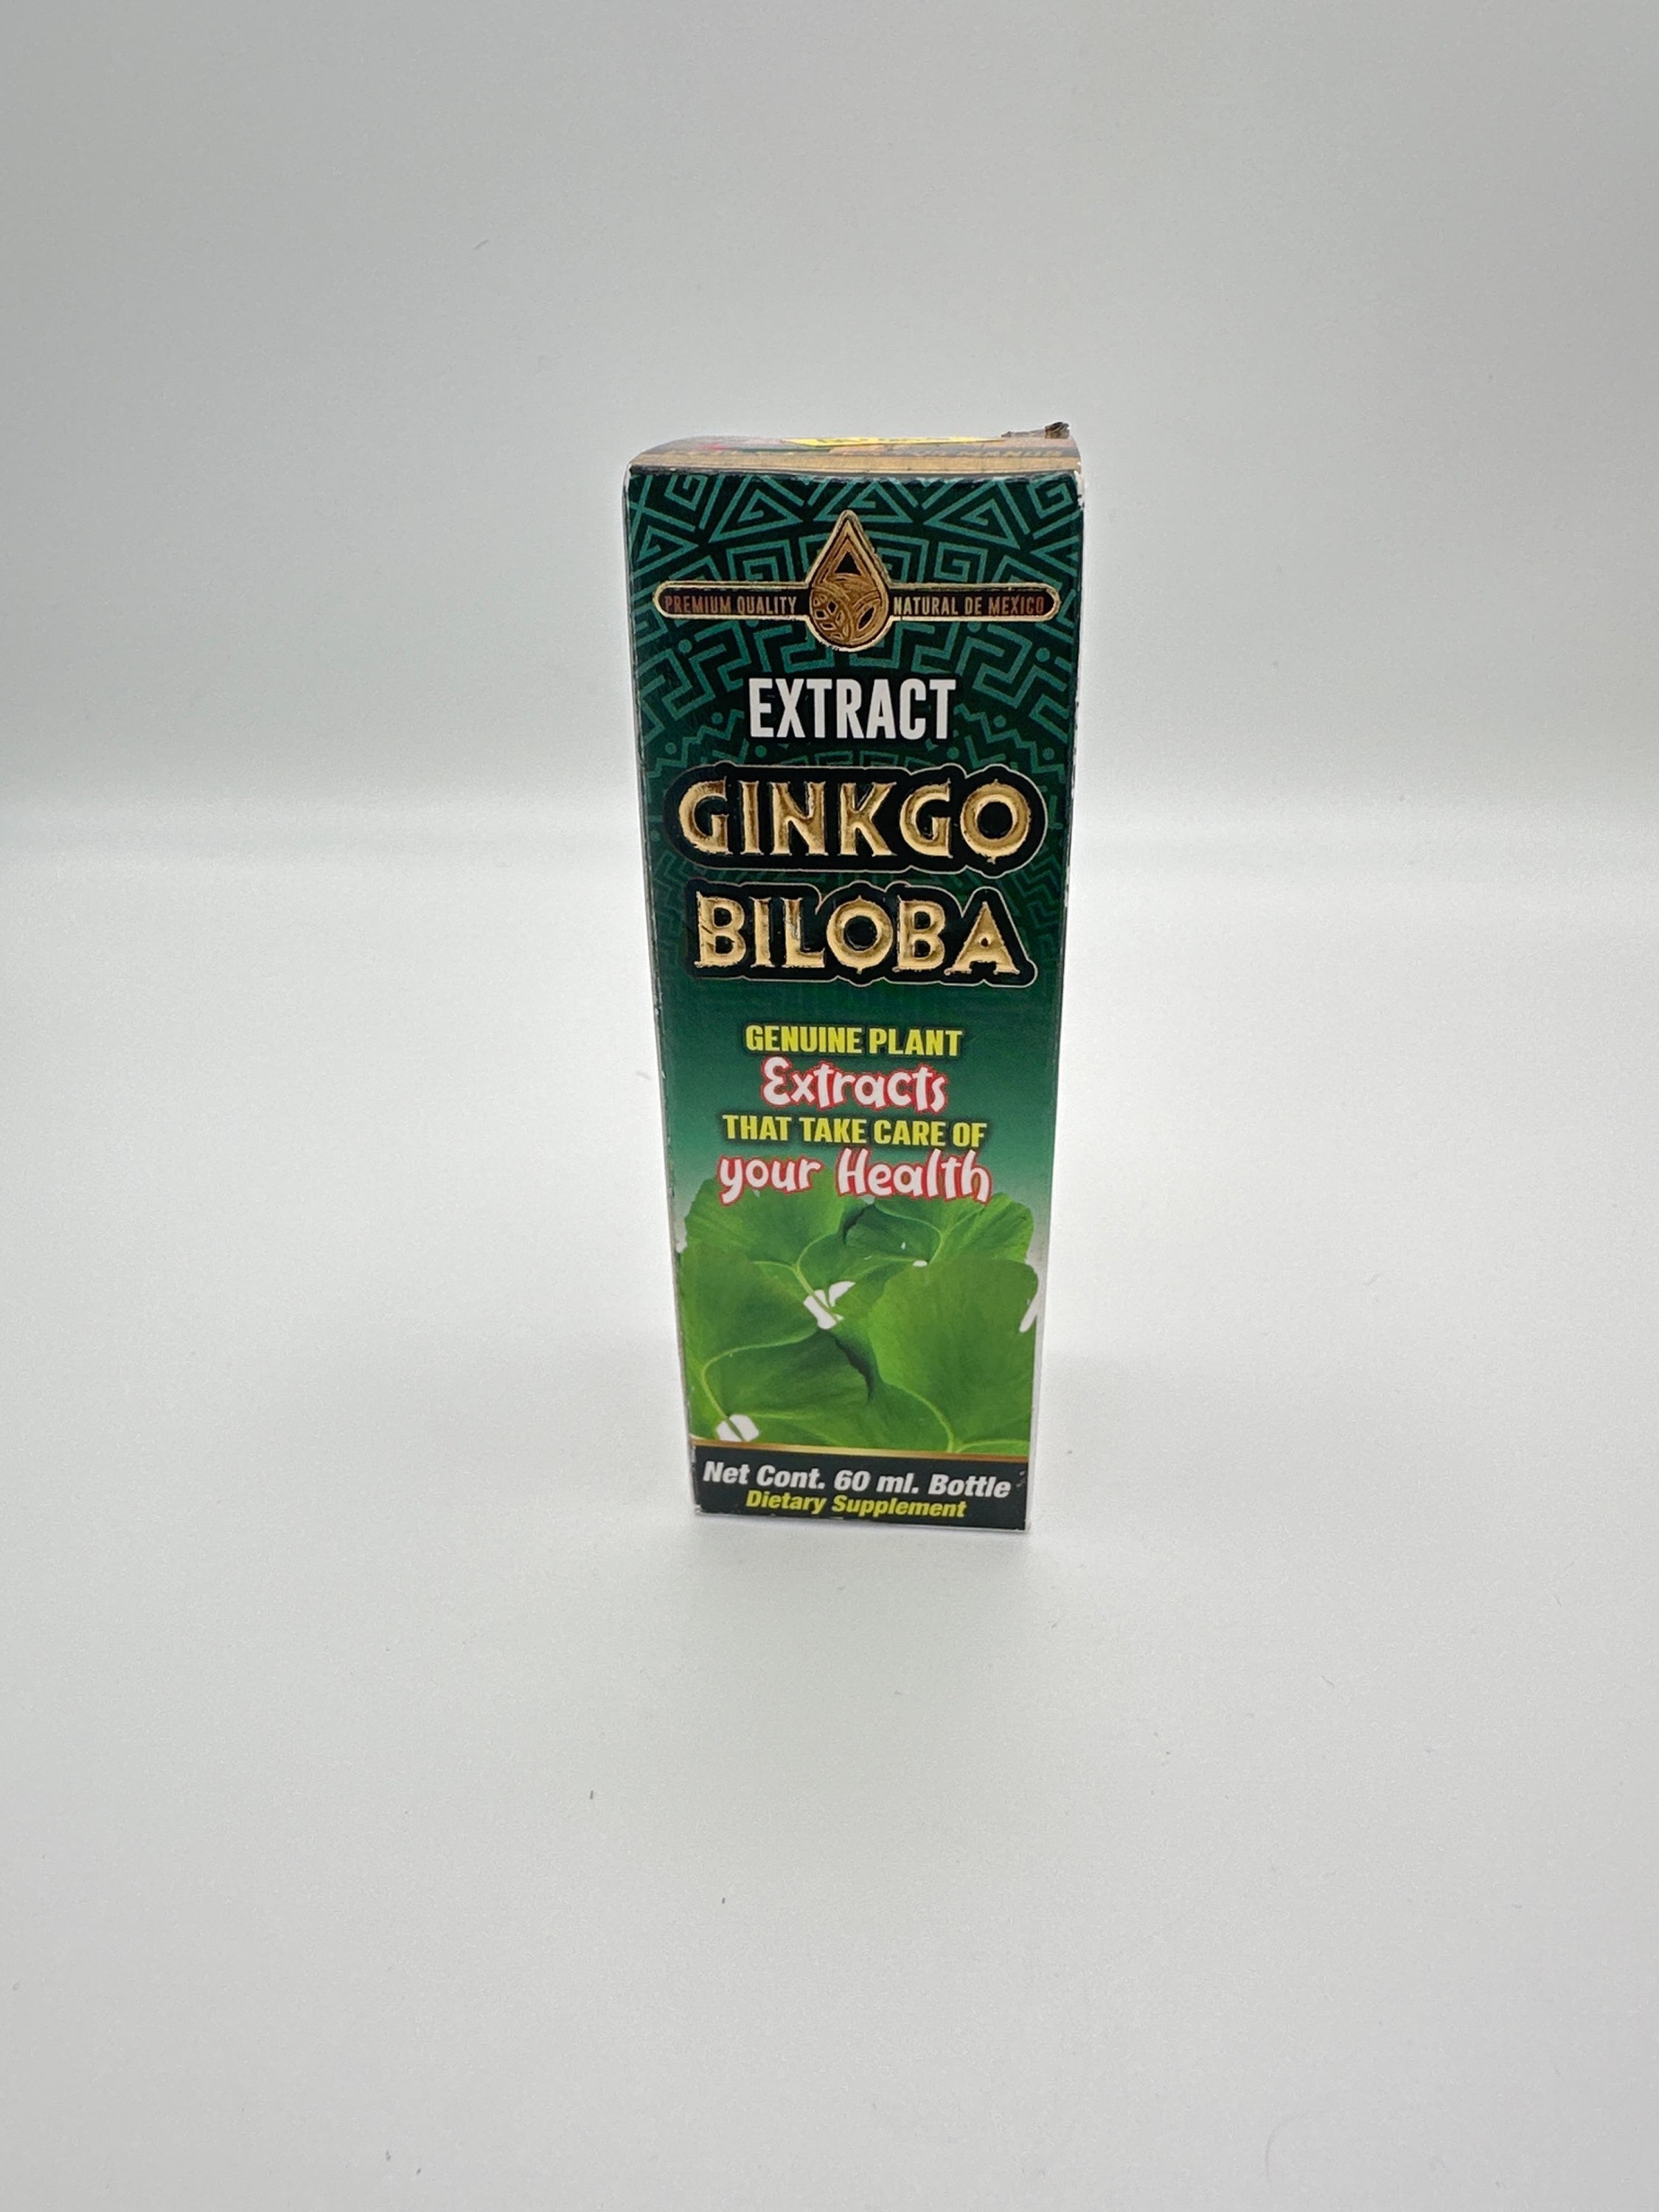 PREMIUM QUALITY NATURAL DE MEXICO
EXTRACT
GINKGO
BILOBA
GENUINE PLANT
Extracts
THAT TAKE CARE OF
your Health
Net Cont. 60 ml. Bottle
Dietary Supplement